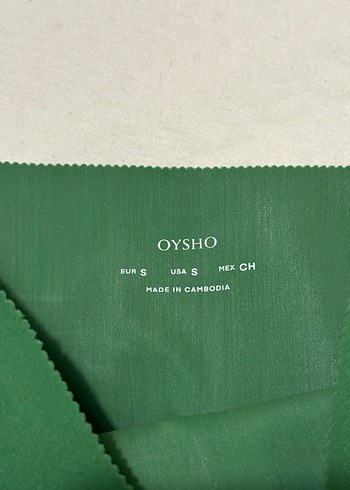 OYSHO
EUR S USA S MEX CH
MADE IN CAMBODIA